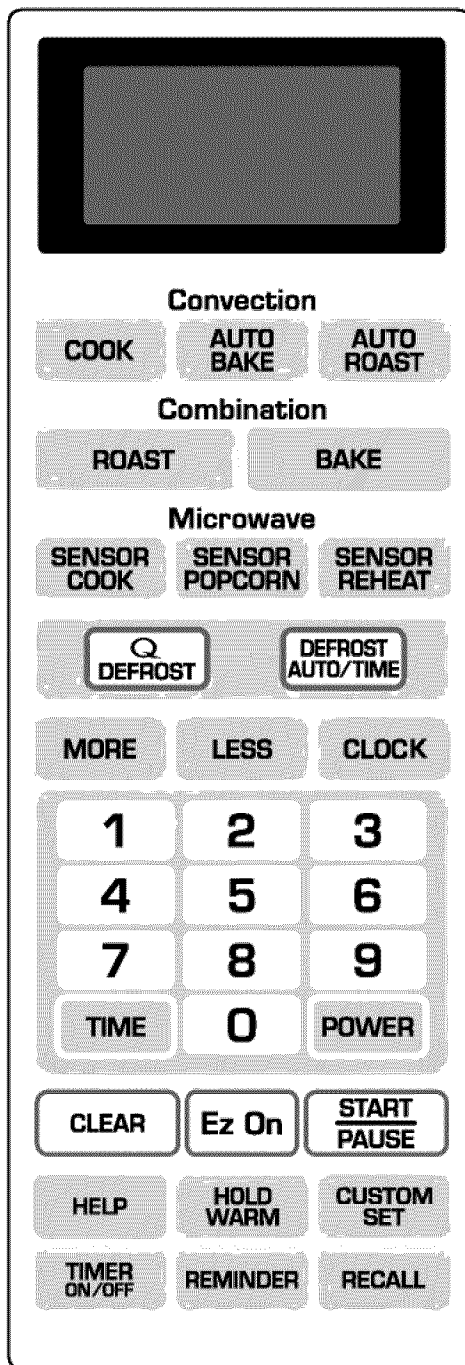 Convection
COOK
AUTO
BAKE
AUTO
ROAST
Combination
ROAST
BAKE
Microwave
SENSOR
COOK
SENSOR
POPCORN
SENSOR
REHEAT
Q
DEFROST
DEFROST
AUTO/TIME
MORE
LESS
CLOCK
1 2 3
4 5 6
7 8 9
TIME 0 POWER
CLEAR
Ez On
START
PAUSE
HELP
HOLD
WARM
CUSTOM
SET
TIMER
ON/OFF
REMINDER
RECALL